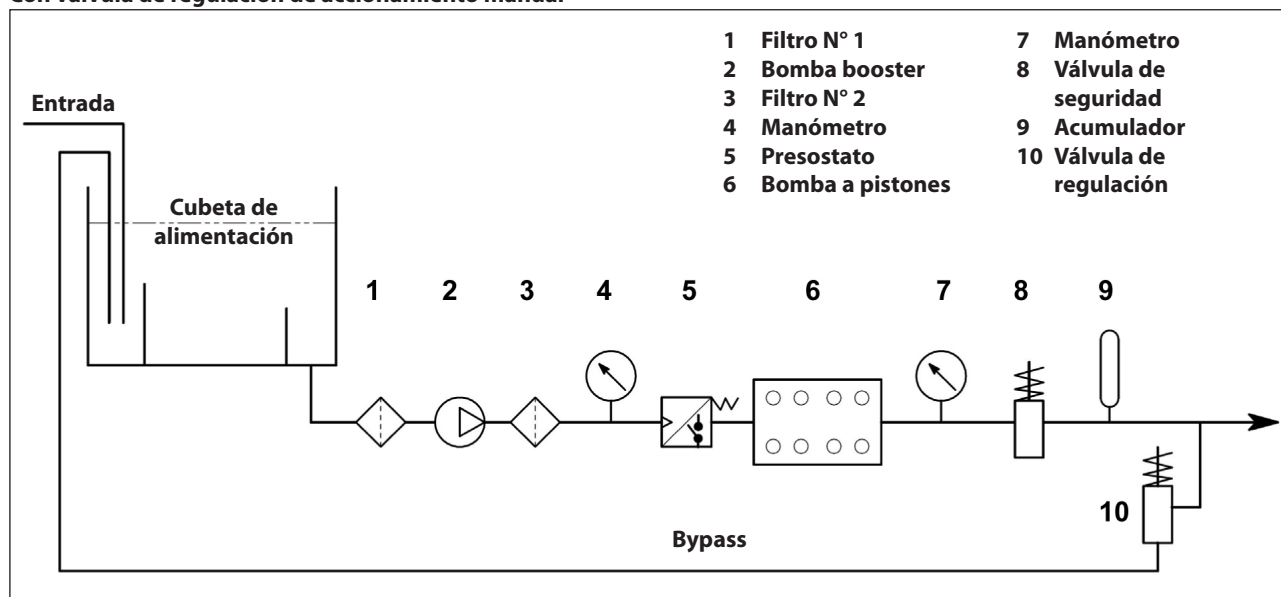 Con válvula de regulación de accionamiento manual
1 Filtro N° 1
2 Bomba booster
3 Filtro N° 2
4 Manómetro
5 Presostato
6 Bomba a pistones
7 Manómetro
8 Válvula de
seguridad
9 Acumulador
10 Válvula de
regulación
Entrada
Cubeta de
alimentación
1 2 3 4 5 6 7 8 9
10
Bypass